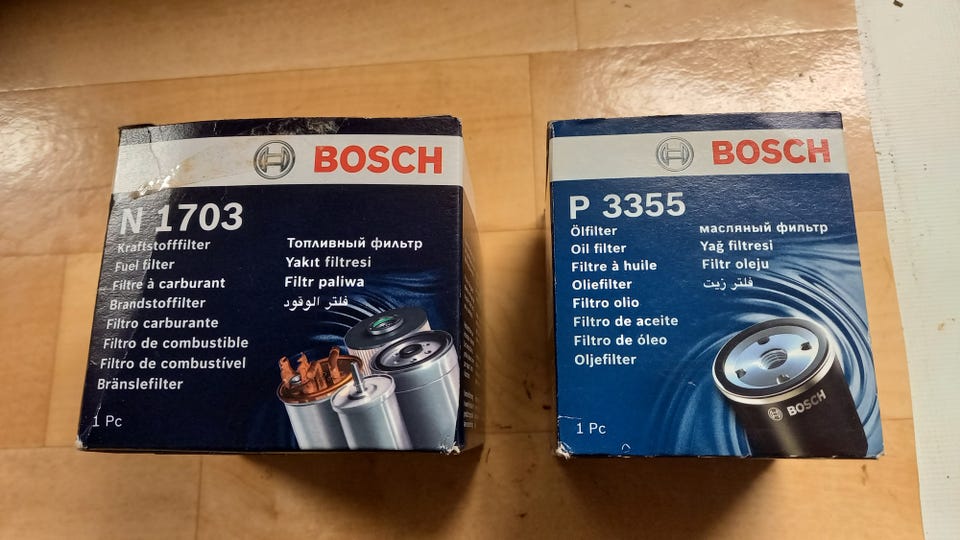 BOSCH
N 1703
Kraftstofffilter
Fuel filter
Filtre à carburant
Brandstoffilter
Filtro carburante
Filtro de combustible
Filtro de combustível
Bränslefilter
Топливный фильтр
Yakıt filtresi
Filtr paliwa
فلتر الوقود
1 Pc
BOSCH
P 3355
Ölfilter
Oil filter
Filtre à huile
Oliefilter
Filtro olio
Filtro de aceite
Filtro de óleo
Oljefilter
масляный фильтр
Yağ filtresi
Filtr oleju
فلتر زيت
BOSCH
1 Pc